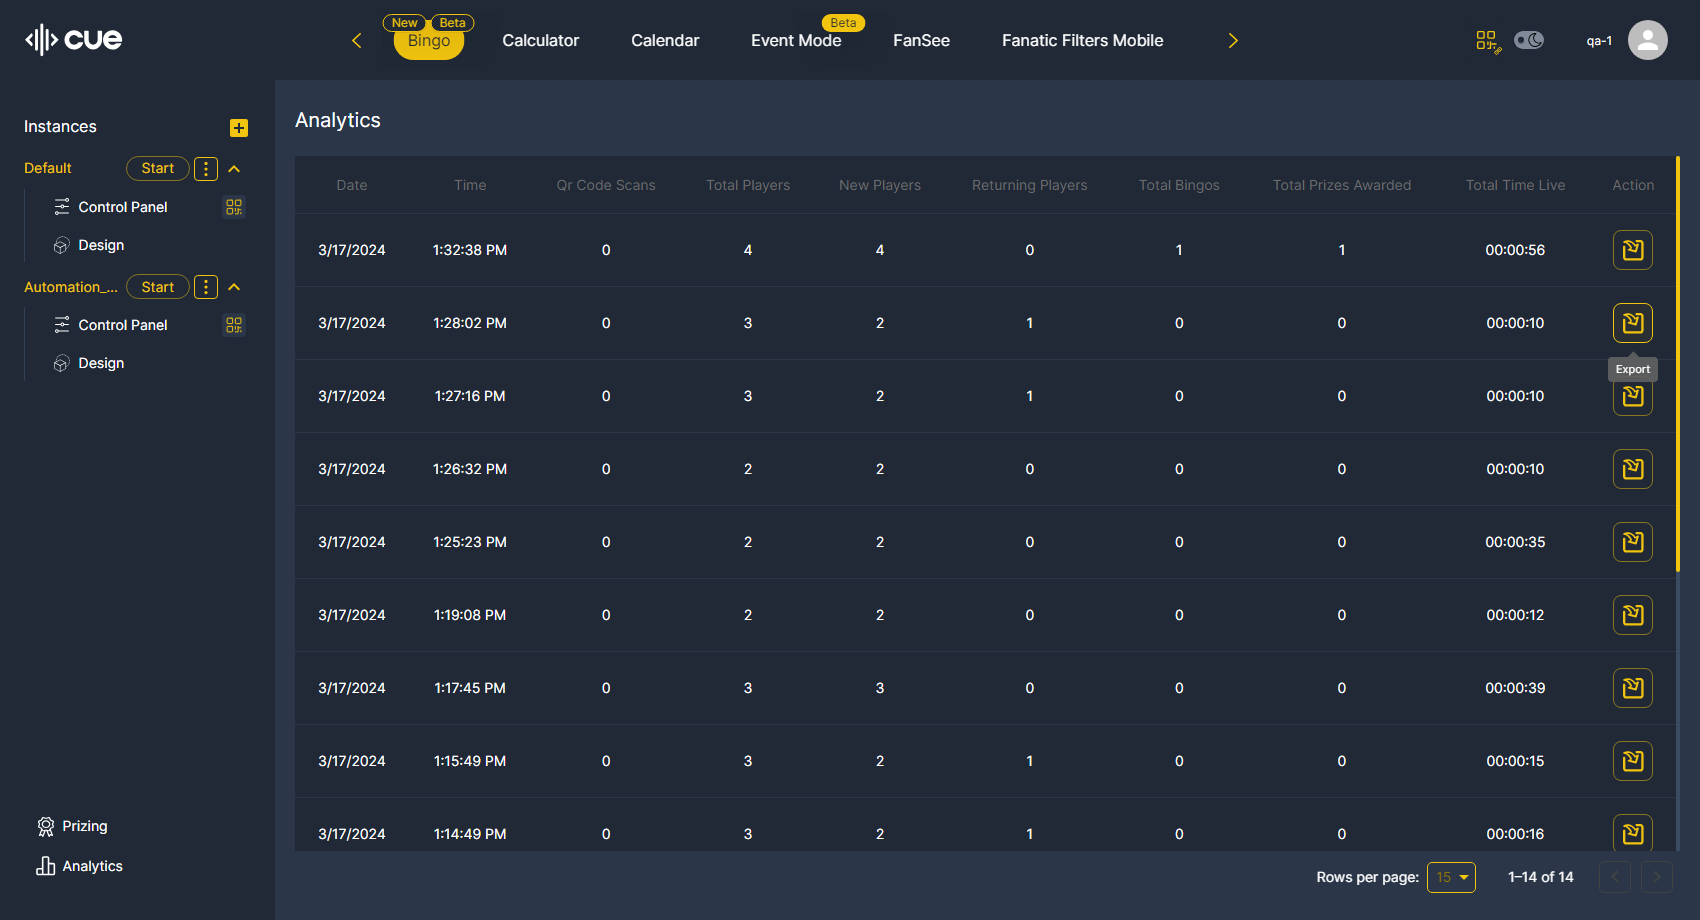 cue
New Beta
Bingo
Calculator
Calendar
Beta
Event Mode
FanSee
Fanatic Filters Mobile
qa-1
Instances
Default Start
Control Panel
Design
Automation_... Start
Control Panel
Design
Prizing
Analytics
Analytics
Date Time Qr Code Scans Total Players New Players Returning Players Total Bingos Total Prizes Awarded Total Time Live Action
3/17/2024 1:32:38 PM 0 4 4 0 1 1 00:00:56
3/17/2024 1:28:02 PM 0 3 2 1 0 0 00:00:10
Export
3/17/2024 1:27:16 PM 0 3 2 1 0 0 00:00:10
3/17/2024 1:26:32 PM 0 2 2 0 0 0 00:00:10
3/17/2024 1:25:23 PM 0 2 2 0 0 0 00:00:35
3/17/2024 1:19:08 PM 0 2 2 0 0 0 00:00:12
3/17/2024 1:17:45 PM 0 3 3 0 0 0 00:00:39
3/17/2024 1:15:49 PM 0 3 2 1 0 0 00:00:15
3/17/2024 1:14:49 PM 0 3 2 1 0 0 00:00:16
Rows per page: 15 1–14 of 14